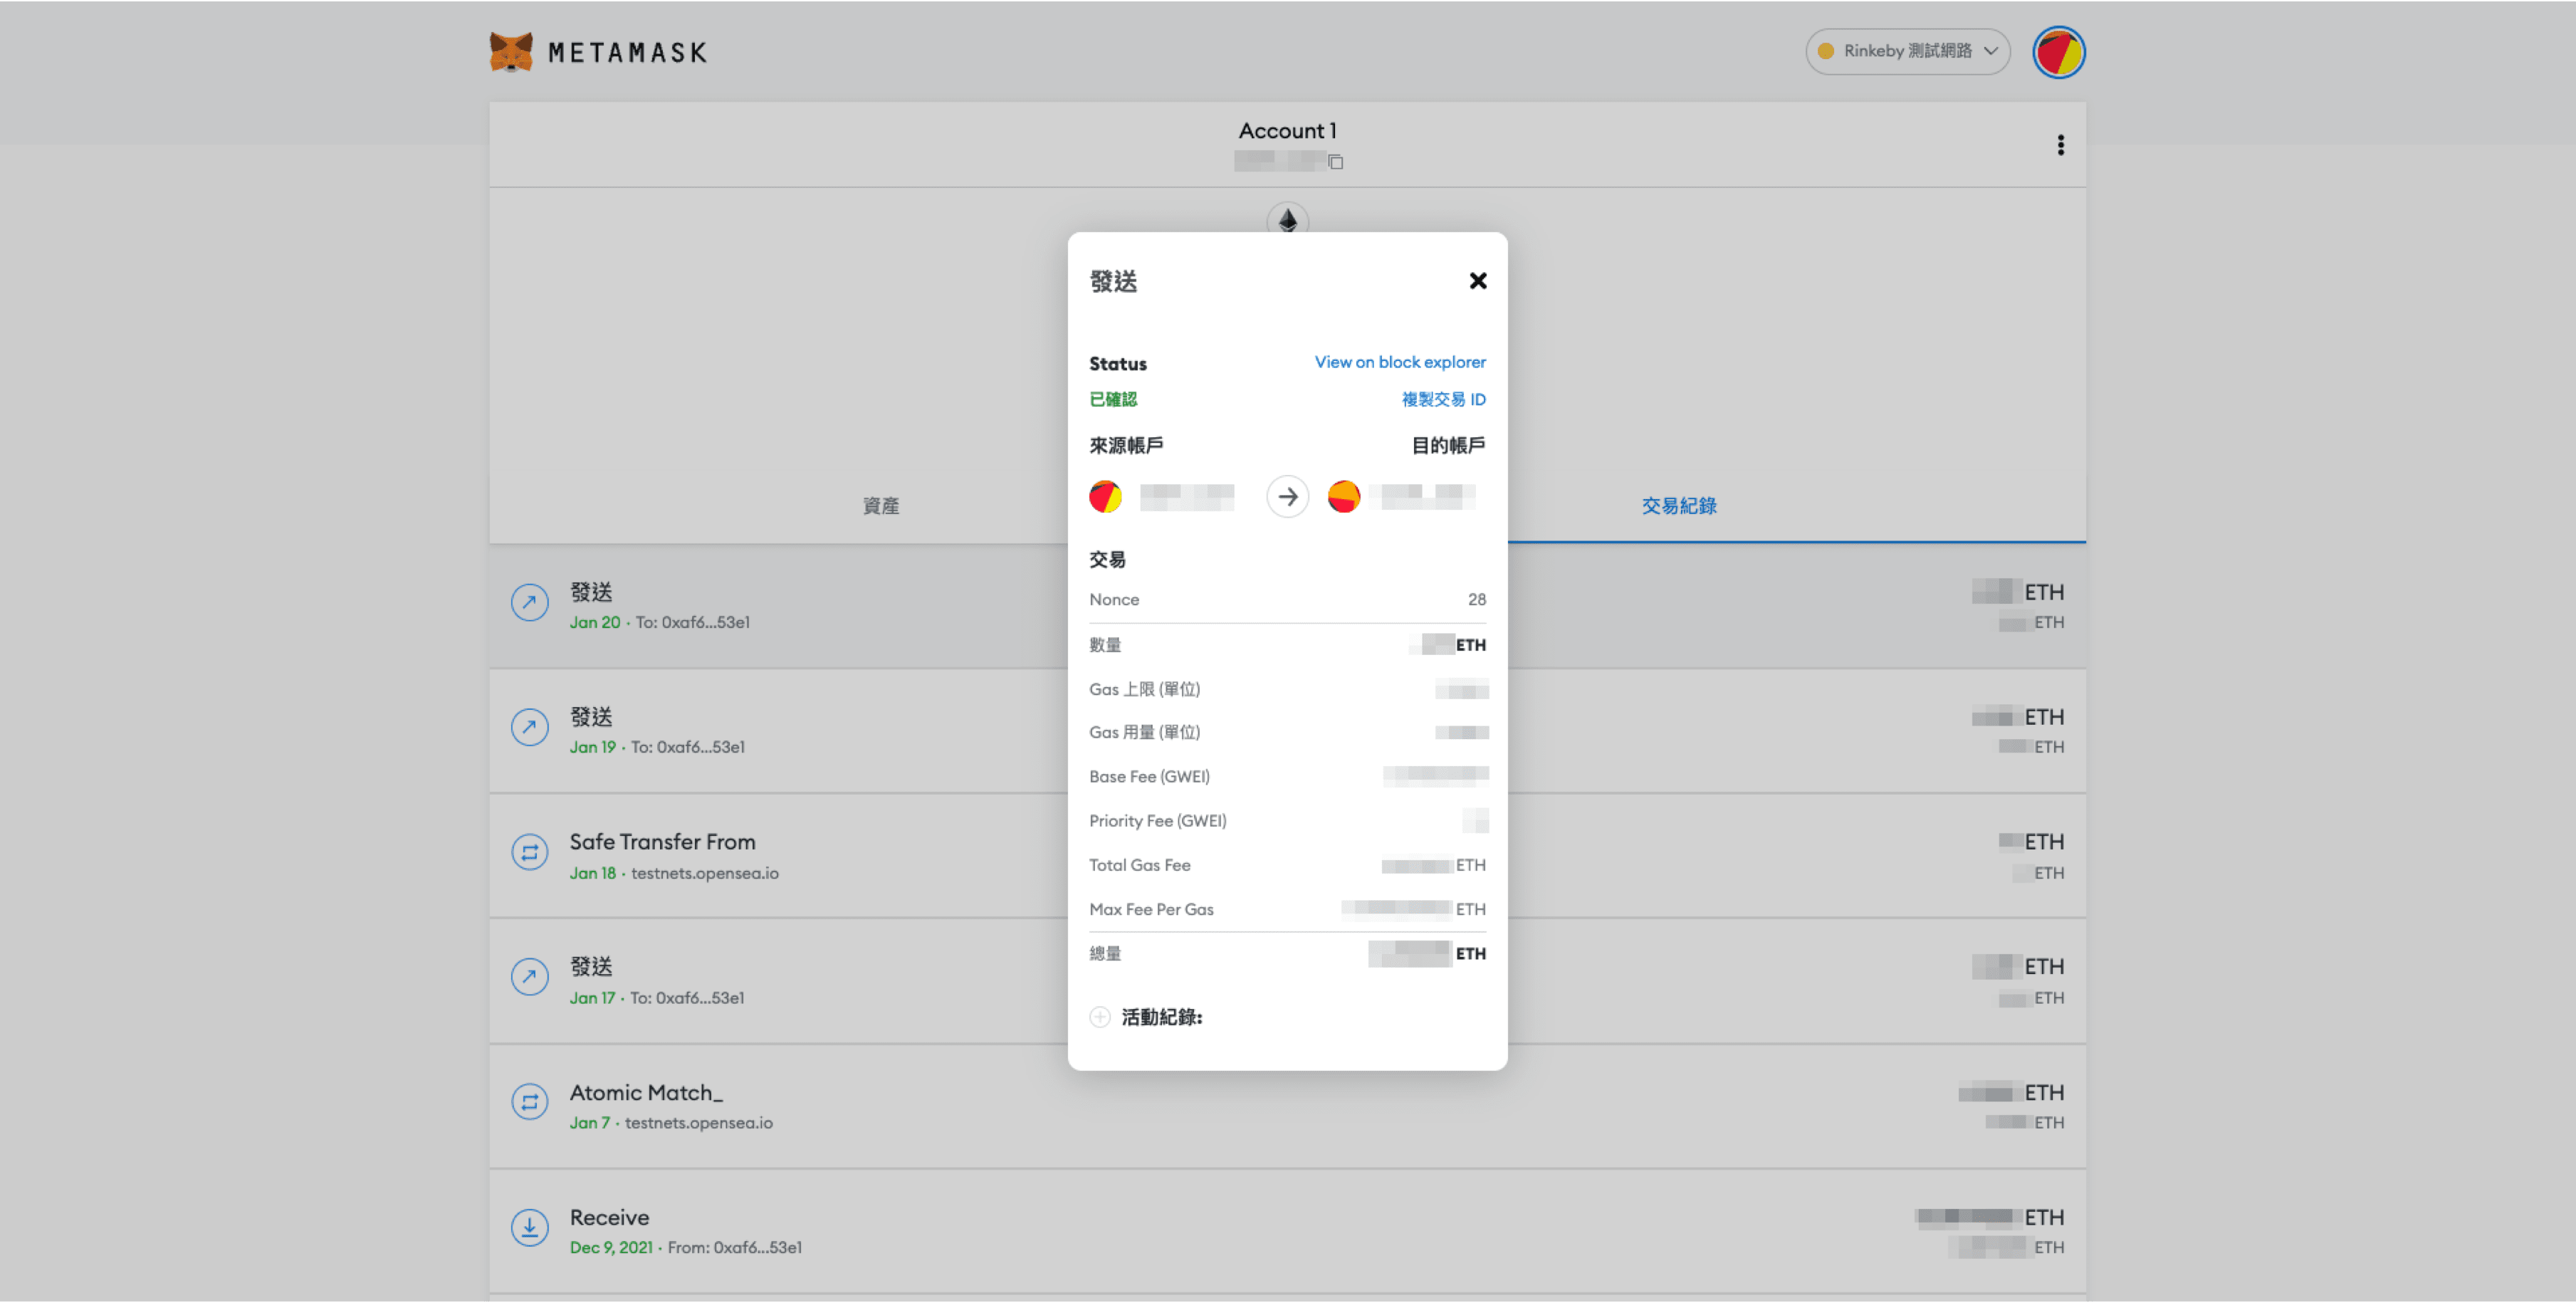 METAMASK
Rinkeby 測試網路
Account 1
發送
Status
View on block explorer
已確認
複製交易 ID
來源帳戶
目的帳戶
資產
交易紀錄
交易
Nonce 28
數量 ETH
Gas 上限 (單位)
Gas 用量 (單位)
Base Fee (GWEI)
Priority Fee (GWEI)
Total Gas Fee ETH
Max Fee Per Gas ETH
總量 ETH
活動紀錄:
發送 ETH
Jan 20 · To: 0xaf6...53e1 ETH
發送 ETH
Jan 19 · To: 0xaf6...53e1 ETH
Safe Transfer From ETH
Jan 18 · testnets.opensea.io ETH
發送 ETH
Jan 17 · To: 0xaf6...53e1 ETH
Atomic Match_ ETH
Jan 7 · testnets.opensea.io ETH
Receive ETH
Dec 9, 2021 · From: 0xaf6...53e1 ETH